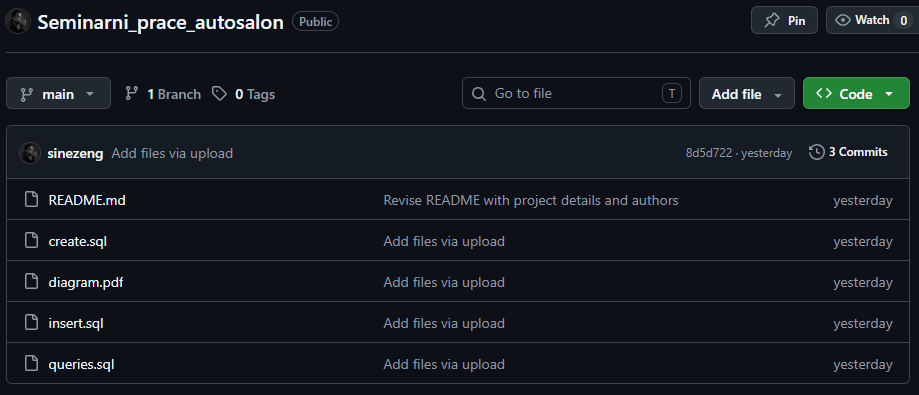 Seminarni_prace_autosalon Public Pin Watch 0
main 1 Branch 0 Tags Go to file T Add file Code
sinezeng Add files via upload 8d5d722 · yesterday 3 Commits
README.md Revise README with project details and authors yesterday
create.sql Add files via upload yesterday
diagram.pdf Add files via upload yesterday
insert.sql Add files via upload yesterday
queries.sql Add files via upload yesterday